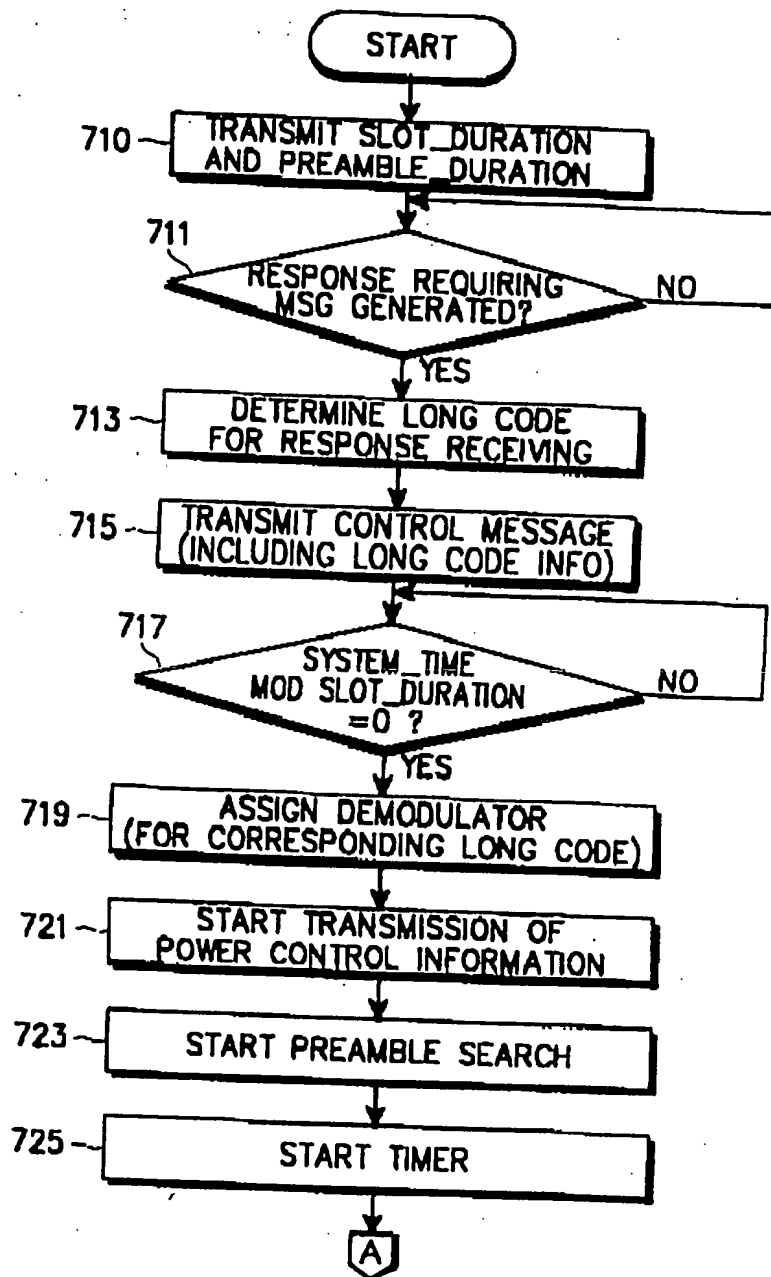 START
710
TRANSMIT SLOT_DURATION
AND PREAMBLE_DURATION
711
RESPONSE REQUIRING
MSG GENERATED?
NO
YES
713
DETERMINE LONG CODE
FOR RESPONSE RECEIVING
715
TRANSMIT CONTROL MESSAGE
(INCLUDING LONG CODE INFO)
717
SYSTEM_TIME
MOD SLOT_DURATION
=0 ?
NO
YES
719
ASSIGN DEMODULATOR
(FOR CORRESPONDING LONG CODE)
721
START TRANSMISSION OF
POWER CONTROL INFORMATION
723
START PREAMBLE SEARCH
725
START TIMER
A